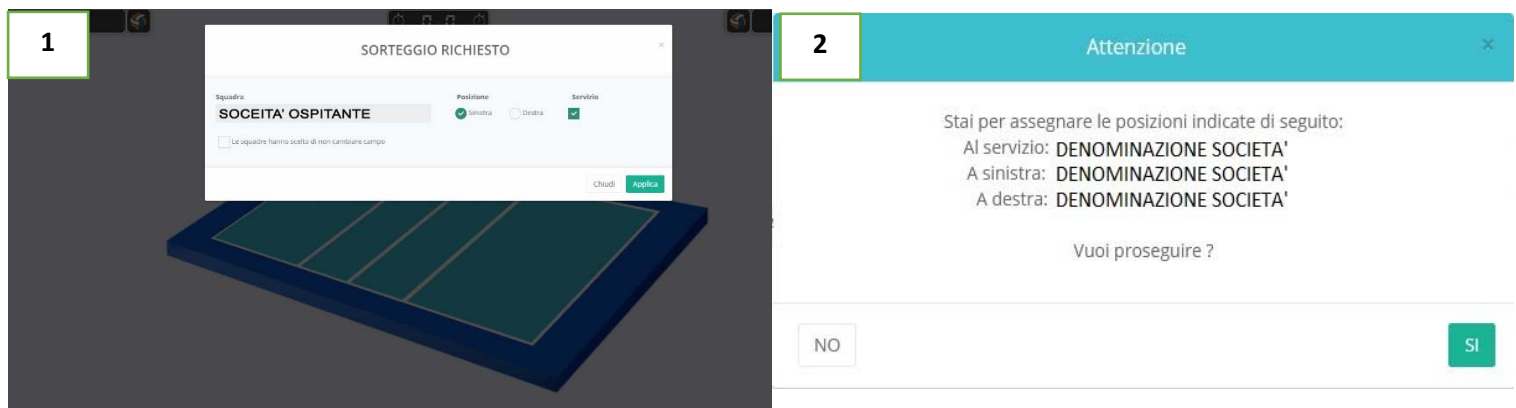 1
0 0
SORTEGGIO RICHIESTO
×
Squadra
Posizione
Servizio
SOCEITA' OSPITANTE
Sinistra
Destra
Le squadre hanno scelto di non cambiare campo
Chiudi
Applica
2
Attenzione
×
Stai per assegnare le posizioni indicate di seguito:
Al servizio: DENOMINAZIONE SOCIETA'
A sinistra: DENOMINAZIONE SOCIETA'
A destra: DENOMINAZIONE SOCIETA'
Vuoi proseguire ?
NO
SI